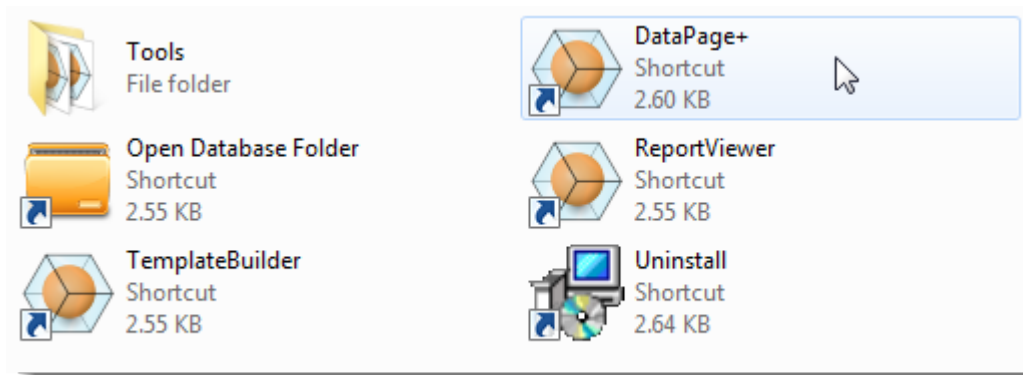 Tools
File folder
DataPage+
Shortcut
2.60 KB
Open Database Folder
Shortcut
2.55 KB
ReportViewer
Shortcut
2.55 KB
TemplateBuilder
Shortcut
2.55 KB
Uninstall
Shortcut
2.64 KB